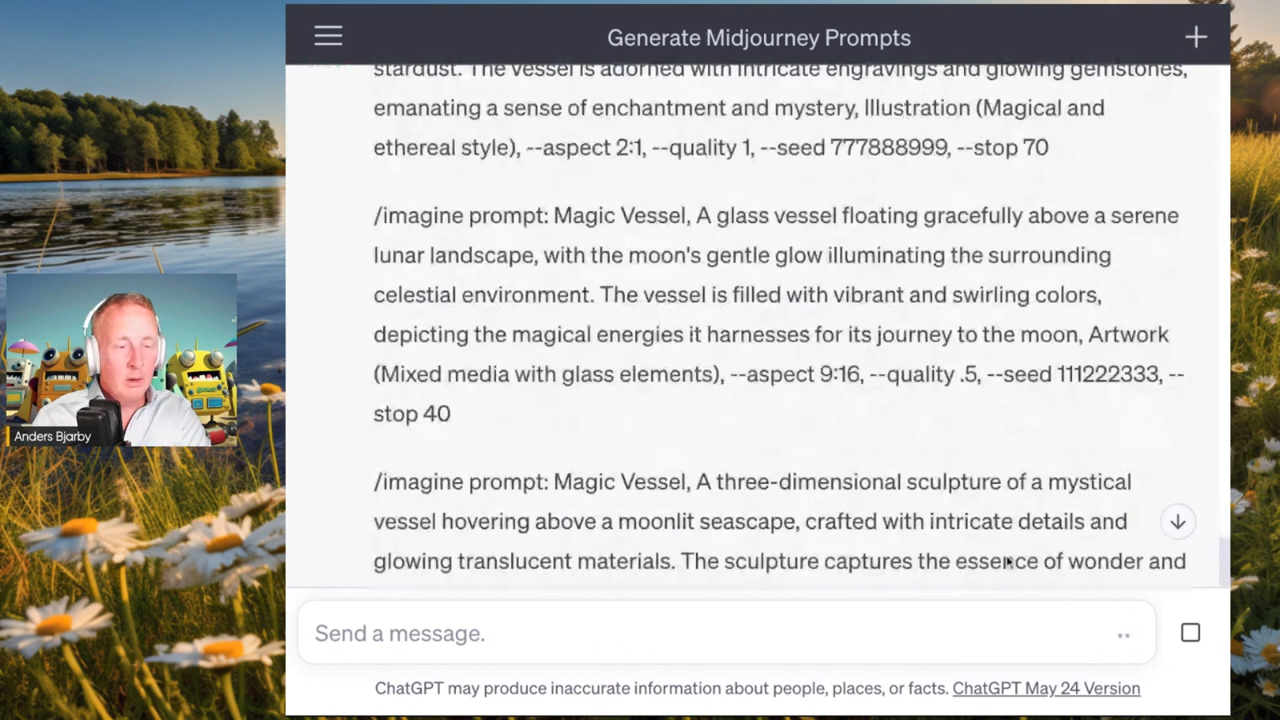 Generate Midjourney Prompts
stardust. The vessel is adorned with intricate engravings and glowing gemstones,
emanating a sense of enchantment and mystery, Illustration (Magical and
ethereal style), --aspect 2:1, --quality 1, --seed 777888999, --stop 70
/imagine prompt: Magic Vessel, A glass vessel floating gracefully above a serene
lunar landscape, with the moon's gentle glow illuminating the surrounding
celestial environment. The vessel is filled with vibrant and swirling colors,
depicting the magical energies it harnesses for its journey to the moon, Artwork
(Mixed media with glass elements), --aspect 9:16, --quality .5, --seed 111222333, --
stop 40
/imagine prompt: Magic Vessel, A three-dimensional sculpture of a mystical
vessel hovering above a moonlit seascape, crafted with intricate details and
glowing translucent materials. The sculpture captures the essence of wonder and
Anders Bjarby
Send a message.
ChatGPT may produce inaccurate information about people, places, or facts. ChatGPT May 24 Version